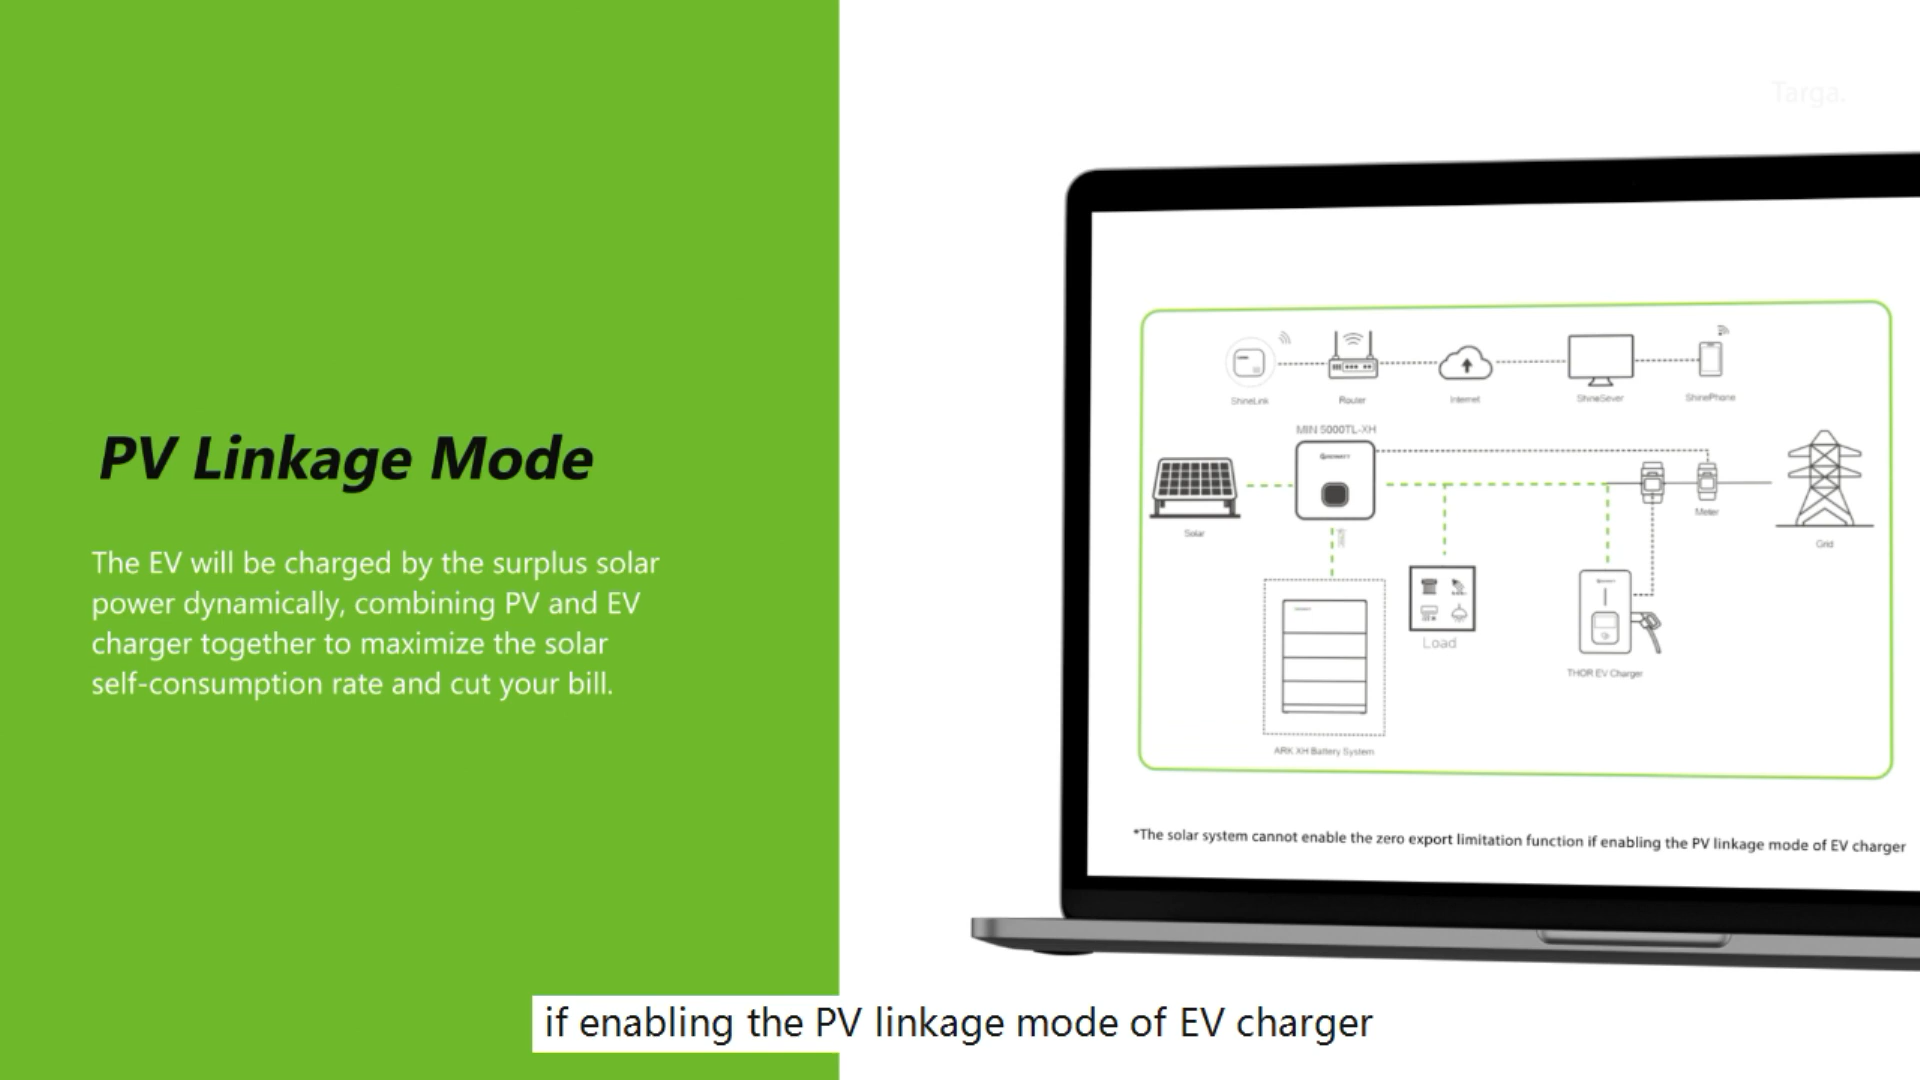 Targa.
PV Linkage Mode
The EV will be charged by the surplus solar
power dynamically, combining PV and EV
charger together to maximize the solar
self-consumption rate and cut your bill.
ShineLink
Router
Internet
ShineSever
ShinePhone
MIN 5000TL-XH
GROWATT
Solar
Meter
Grid
Load
THOR EV Charger
ARK XH Battery System
*The solar system cannot enable the zero export limitation function if enabling the PV linkage mode of EV charger
if enabling the PV linkage mode of EV charger